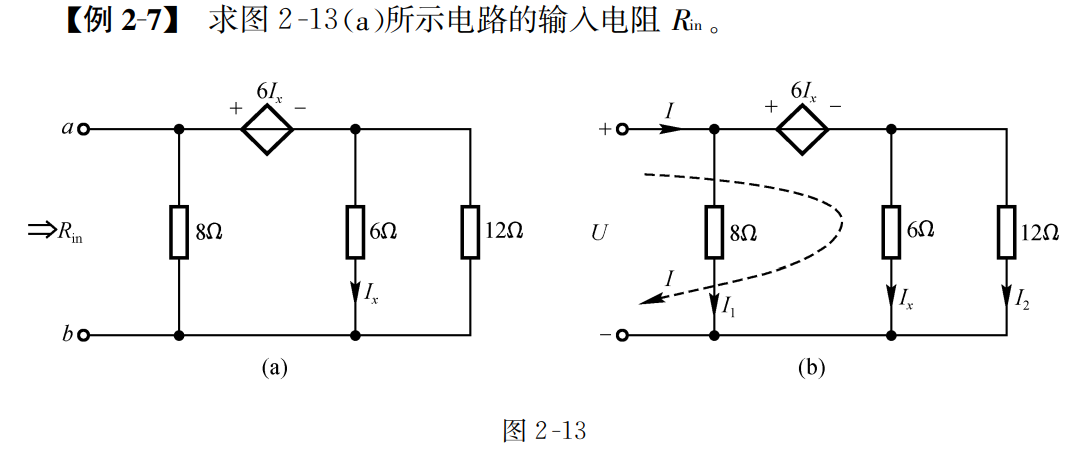 【例 2-7】 求图 2-13(a)所示电路的输入电阻 Rin。
6Ix
+ −
a
⇒Rin
8Ω
6Ω
12Ω
Ix
b
(a)
6Ix
+ −
I
+
U
8Ω
6Ω
12Ω
I
I1
Ix
I2
−
(b)
图 2-13